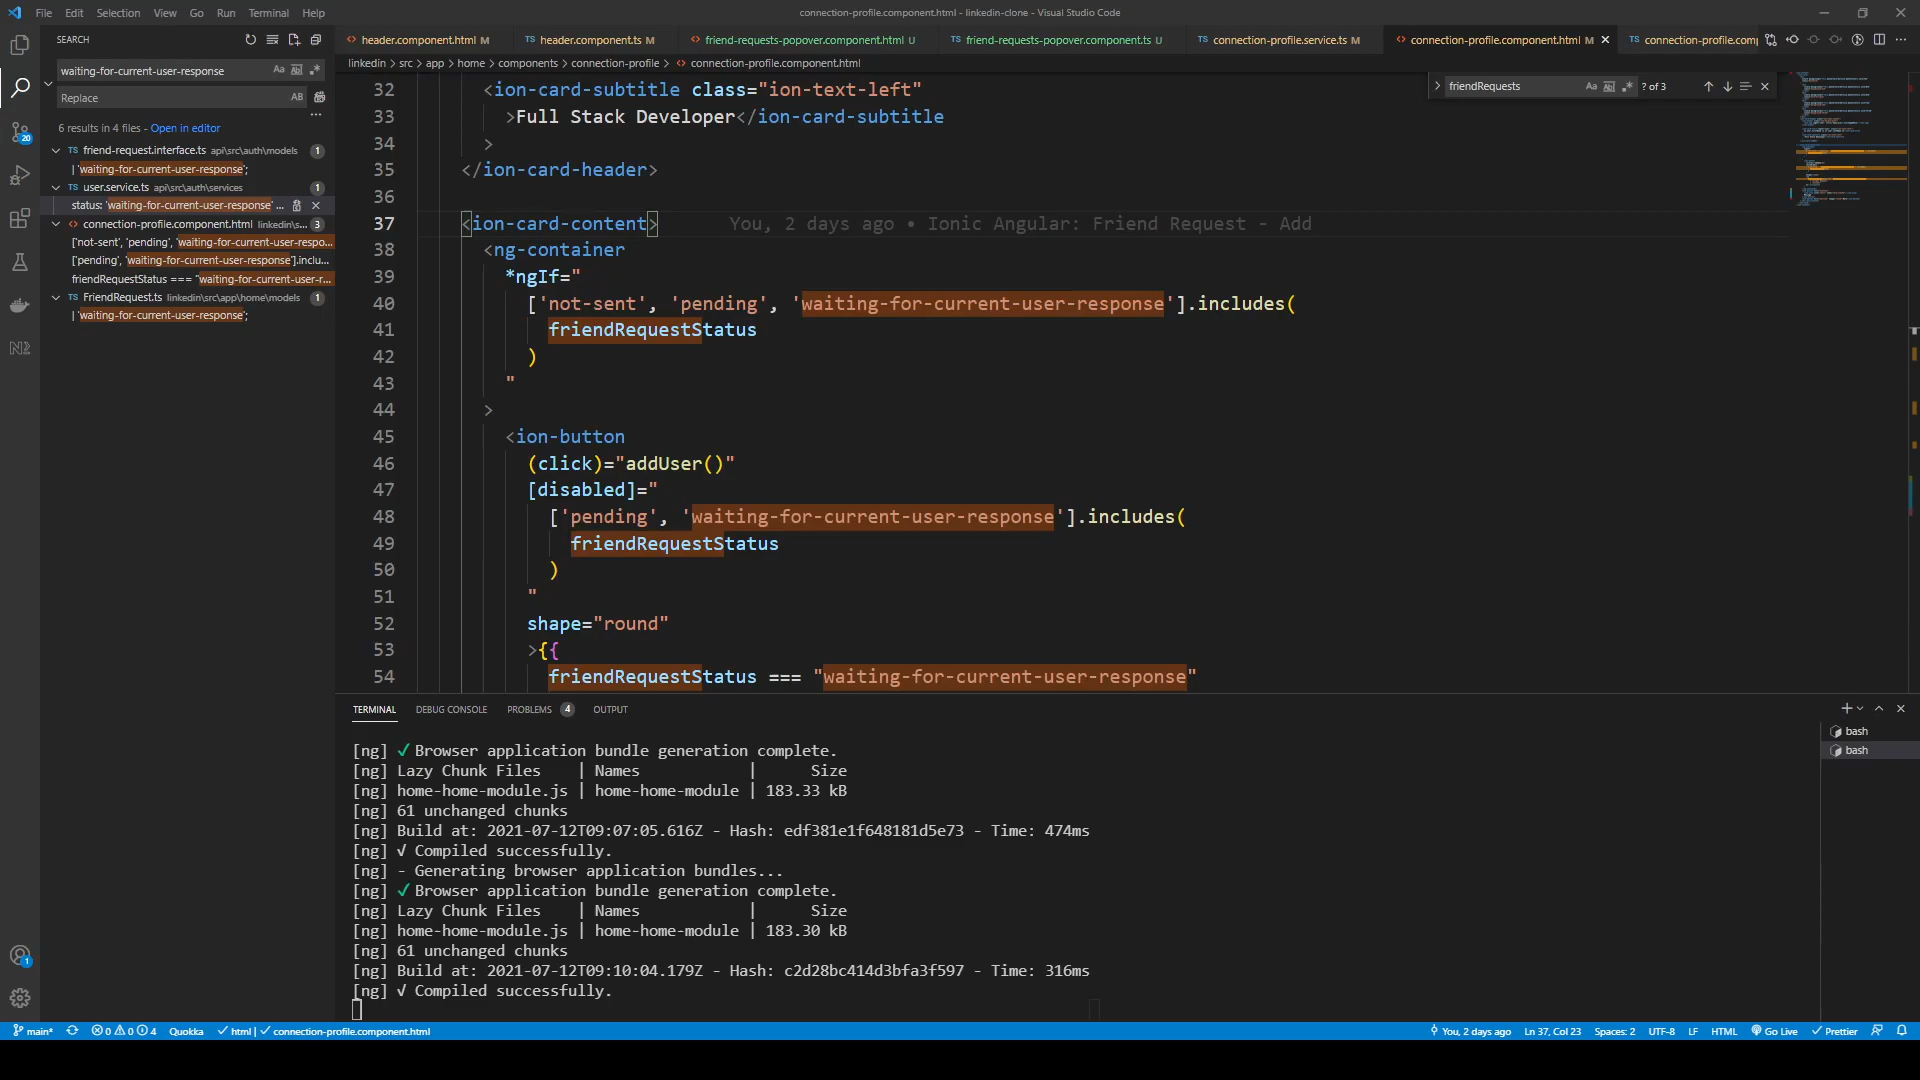 File Edit Selection View Go Run Terminal Help
connection-profile.component.html - linkedin-clone - Visual Studio Code
SEARCH
header.component.html M
header.component.ts M
friend-requests-popover.component.html U
friend-requests-popover.component.ts U
connection-profile.service.ts M
connection-profile.component.html M
connection-profile.comp
waiting-for-current-user-response
Replace
6 results in 4 files - Open in editor
friend-request.interface.ts api\src\auth\models 1
| 'waiting-for-current-user-response';
user.service.ts api\src\auth\services 1
status: 'waiting-for-current-user-response' ...
connection-profile.component.html linkedin\s... 3
['not-sent', 'pending', 'waiting-for-current-user-respo...
['pending', 'waiting-for-current-user-response'].inclu...
friendRequestStatus === "waiting-for-current-user-r...
FriendRequest.ts linkedin\src\app\home\models 1
| 'waiting-for-current-user-response';
linkedin > src > app > home > components > connection-profile > connection-profile.component.html
friendRequests
? of 3
32 <ion-card-subtitle class="ion-text-left"
33 >Full Stack Developer</ion-card-subtitle
34 >
35 </ion-card-header>
36
37 <ion-card-content> You, 2 days ago • Ionic Angular: Friend Request - Add
38 <ng-container
39 *ngIf="
40 ['not-sent', 'pending', 'waiting-for-current-user-response'].includes(
41 friendRequestStatus
42 )
43 "
44 >
45 <ion-button
46 (click)="addUser()"
47 [disabled]="
48 ['pending', 'waiting-for-current-user-response'].includes(
49 friendRequestStatus
50 )
51 "
52 shape="round"
53 >{{
54 friendRequestStatus === "waiting-for-current-user-response"
TERMINAL DEBUG CONSOLE PROBLEMS 4 OUTPUT
bash
bash
[ng] ✓ Browser application bundle generation complete.
[ng] Lazy Chunk Files | Names | Size
[ng] home-home-module.js | home-home-module | 183.33 kB
[ng] 61 unchanged chunks
[ng] Build at: 2021-07-12T09:07:05.616Z - Hash: edf381e1f648181d5e73 - Time: 474ms
[ng] √ Compiled successfully.
[ng] - Generating browser application bundles...
[ng] ✓ Browser application bundle generation complete.
[ng] Lazy Chunk Files | Names | Size
[ng] home-home-module.js | home-home-module | 183.30 kB
[ng] 61 unchanged chunks
[ng] Build at: 2021-07-12T09:10:04.179Z - Hash: c2d28bc414d3bfa3f597 - Time: 316ms
[ng] √ Compiled successfully.
main* 0 0 4 Quokka html | connection-profile.component.html
You, 2 days ago Ln 37, Col 23 Spaces: 2 UTF-8 LF HTML Go Live Prettier